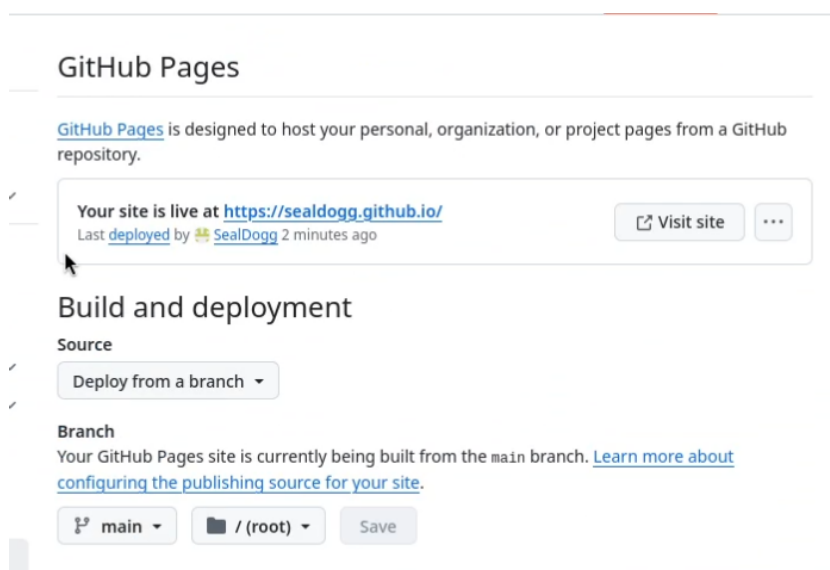 GitHub Pages
GitHub Pages is designed to host your personal, organization, or project pages from a GitHub
repository.
Your site is live at https://sealdogg.github.io/
Last deployed by SealDogg 2 minutes ago
Visit site
Build and deployment
Source
Deploy from a branch
Branch
Your GitHub Pages site is currently being built from the main branch. Learn more about
configuring the publishing source for your site.
main
/ (root)
Save